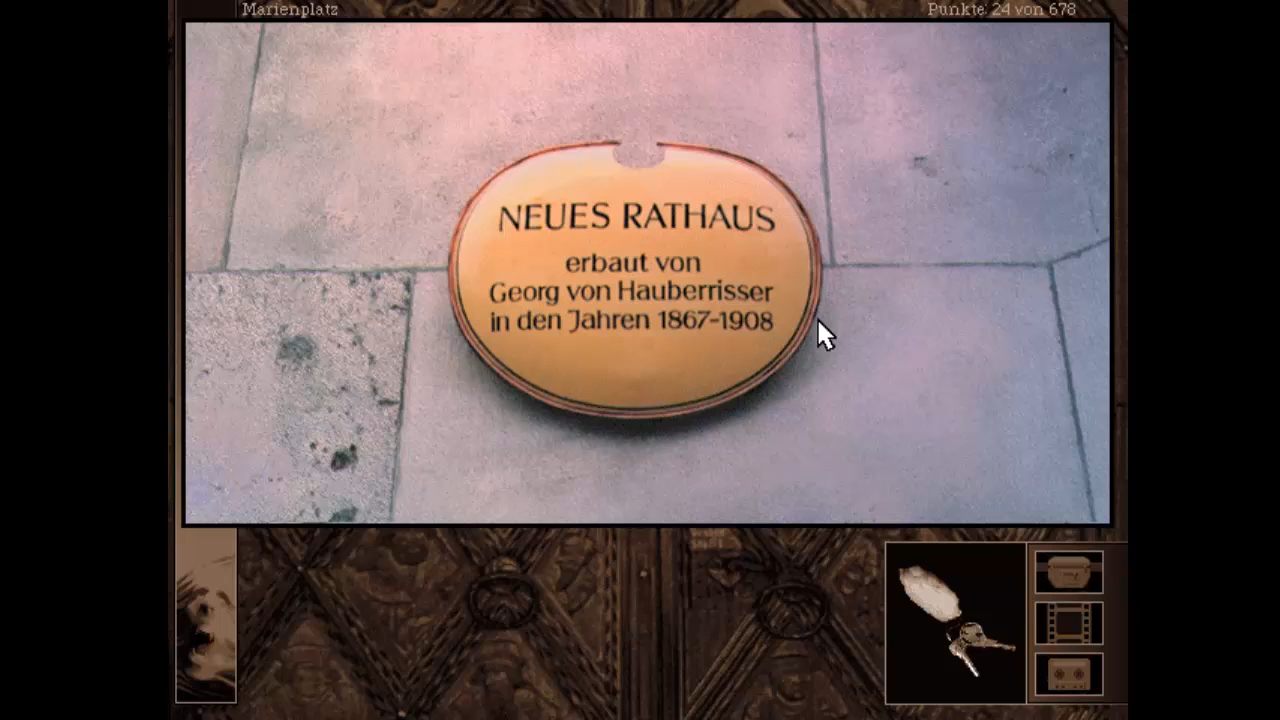 Marienplatz
Punkte: 24 von 678
NEUES RATHAUS
erbaut von
Georg von Hauberrisser
in den Jahren 1867-1908